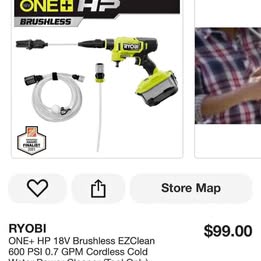 ONE+ HP
BRUSHLESS
RYOBI
FINALIST
Store Map
RYOBI
$99.00
ONE+ HP 18V Brushless EZClean
600 PSI 0.7 GPM Cordless Cold